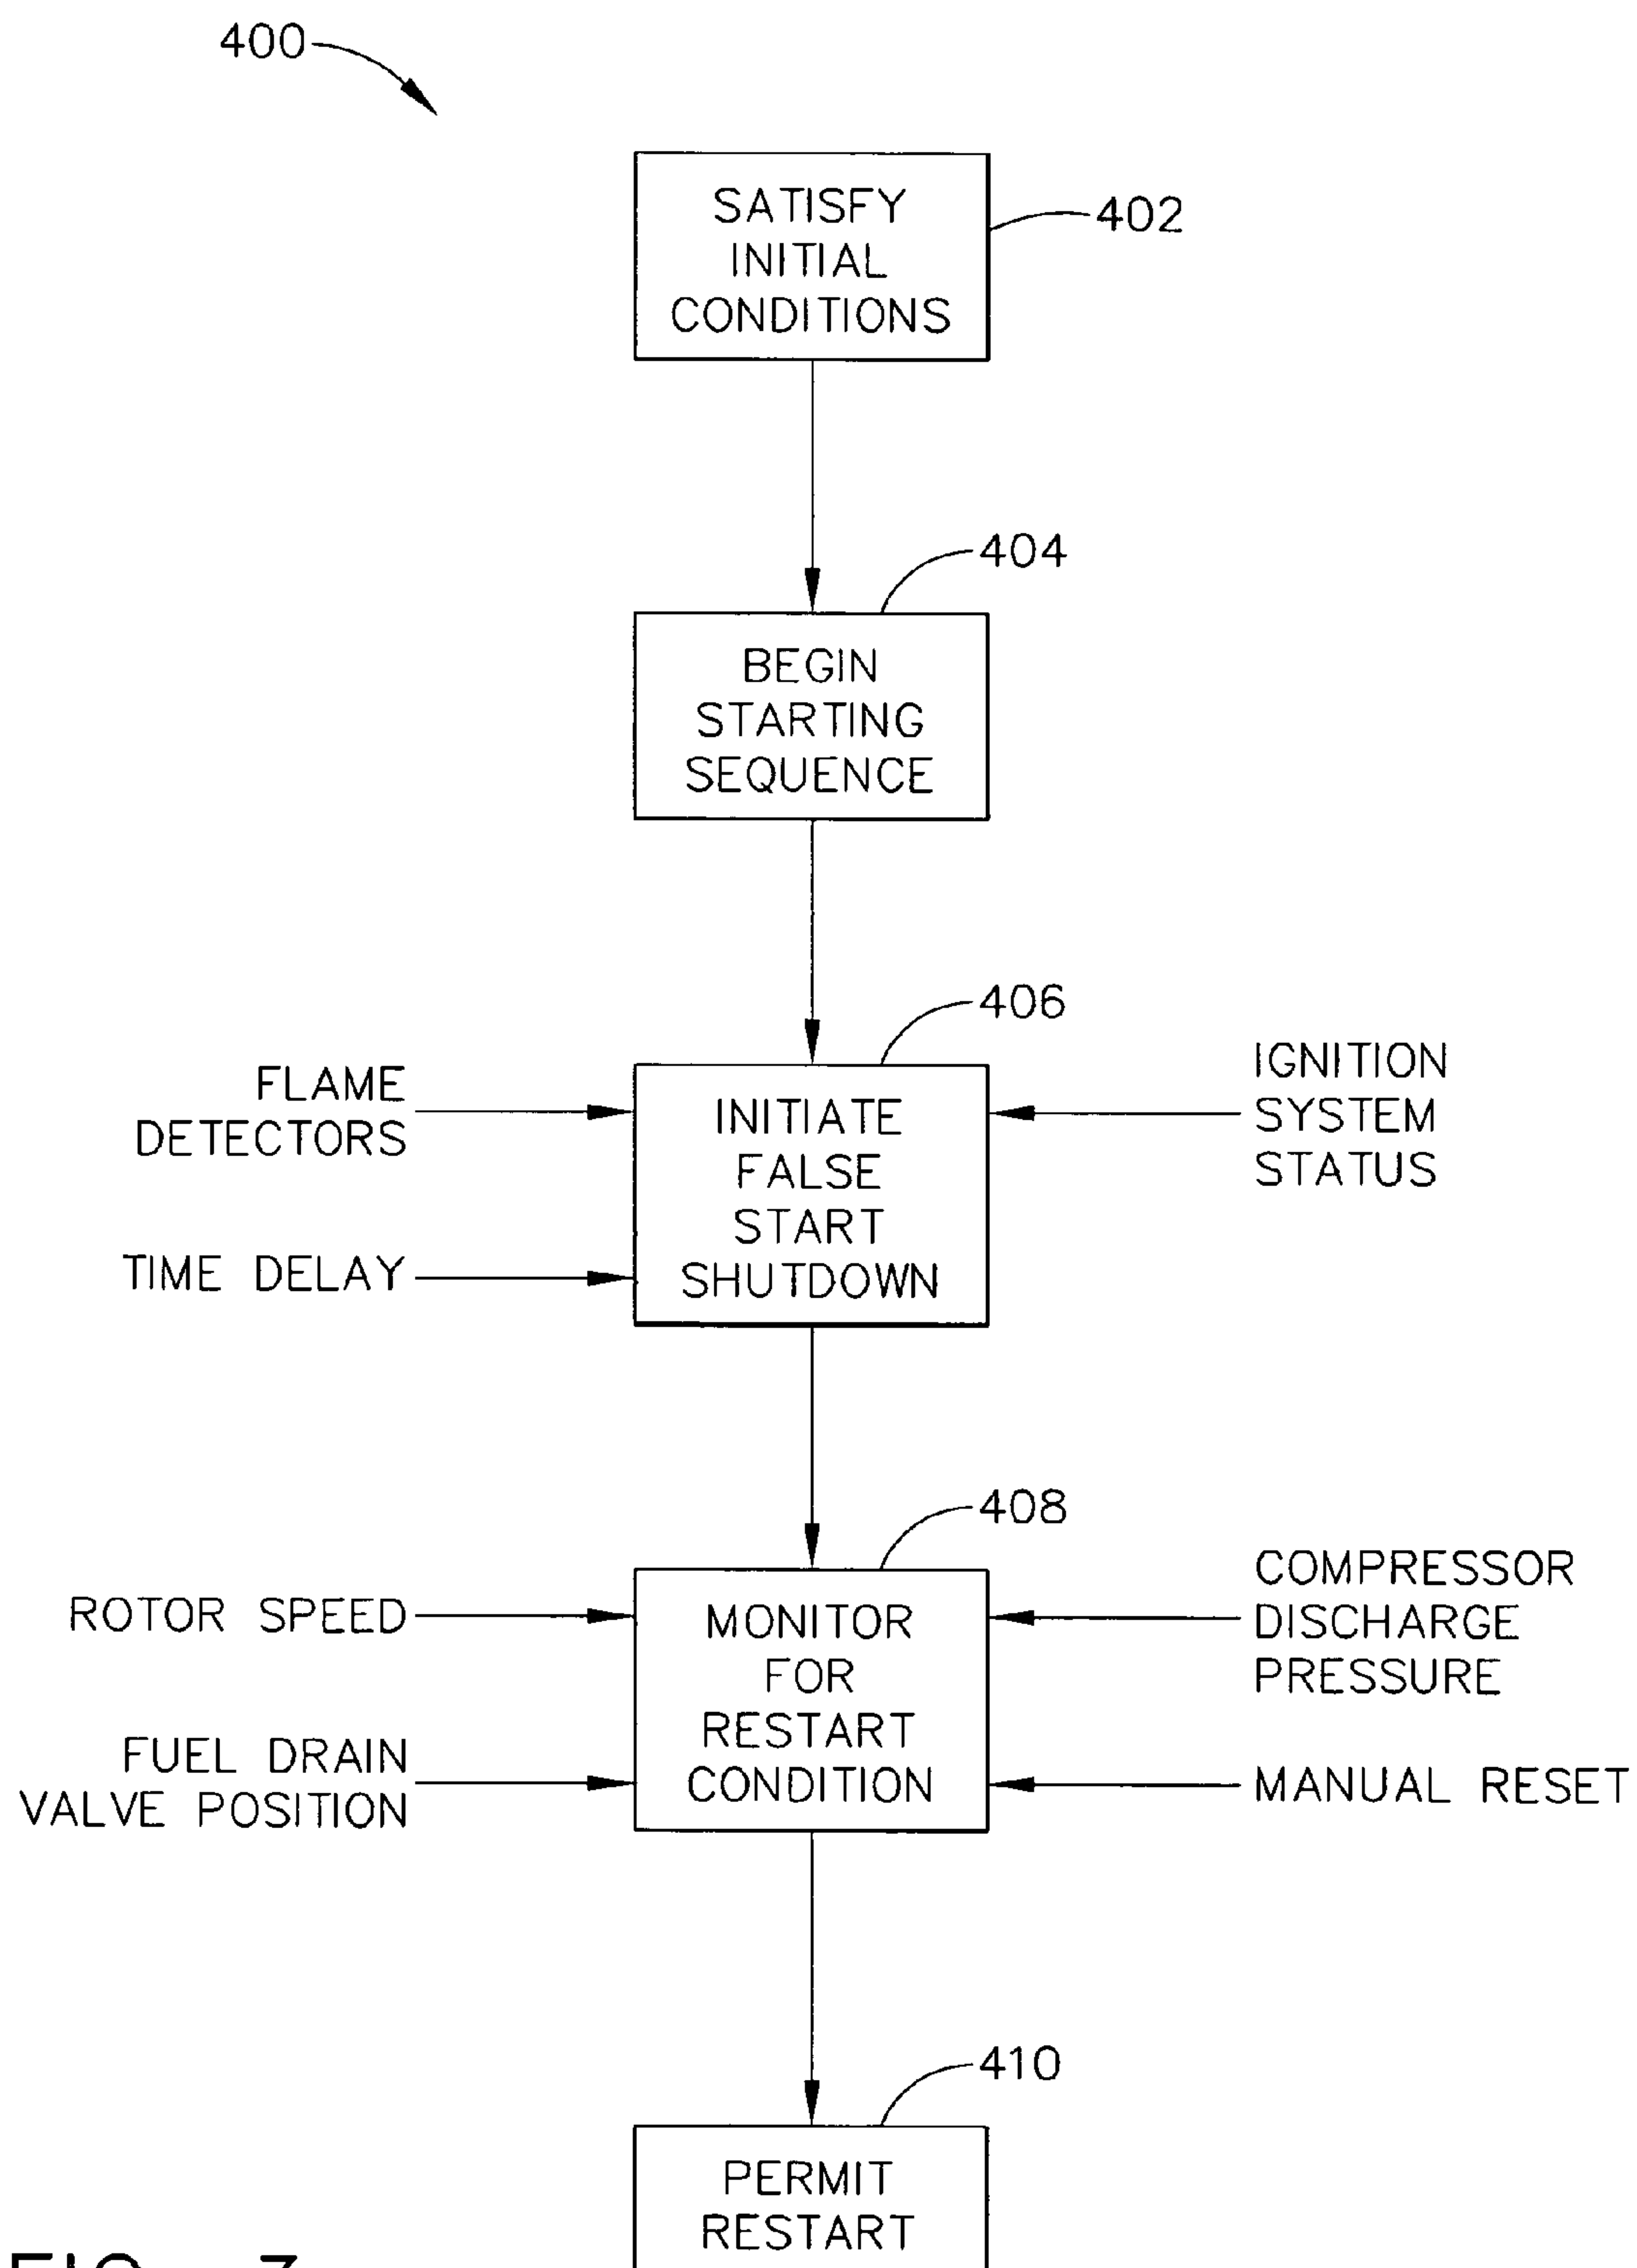 400
SATISFY
INITIAL
CONDITIONS
402
404
BEGIN
STARTING
SEQUENCE
406
FLAME
DETECTORS
TIME DELAY
INITIATE
FALSE
START
SHUTDOWN
IGNITION
SYSTEM
STATUS
408
ROTOR SPEED
FUEL DRAIN
VALVE POSITION
MONITOR
FOR
RESTART
CONDITION
COMPRESSOR
DISCHARGE
PRESSURE
MANUAL RESET
410
PERMIT
RESTART
FIG. 3